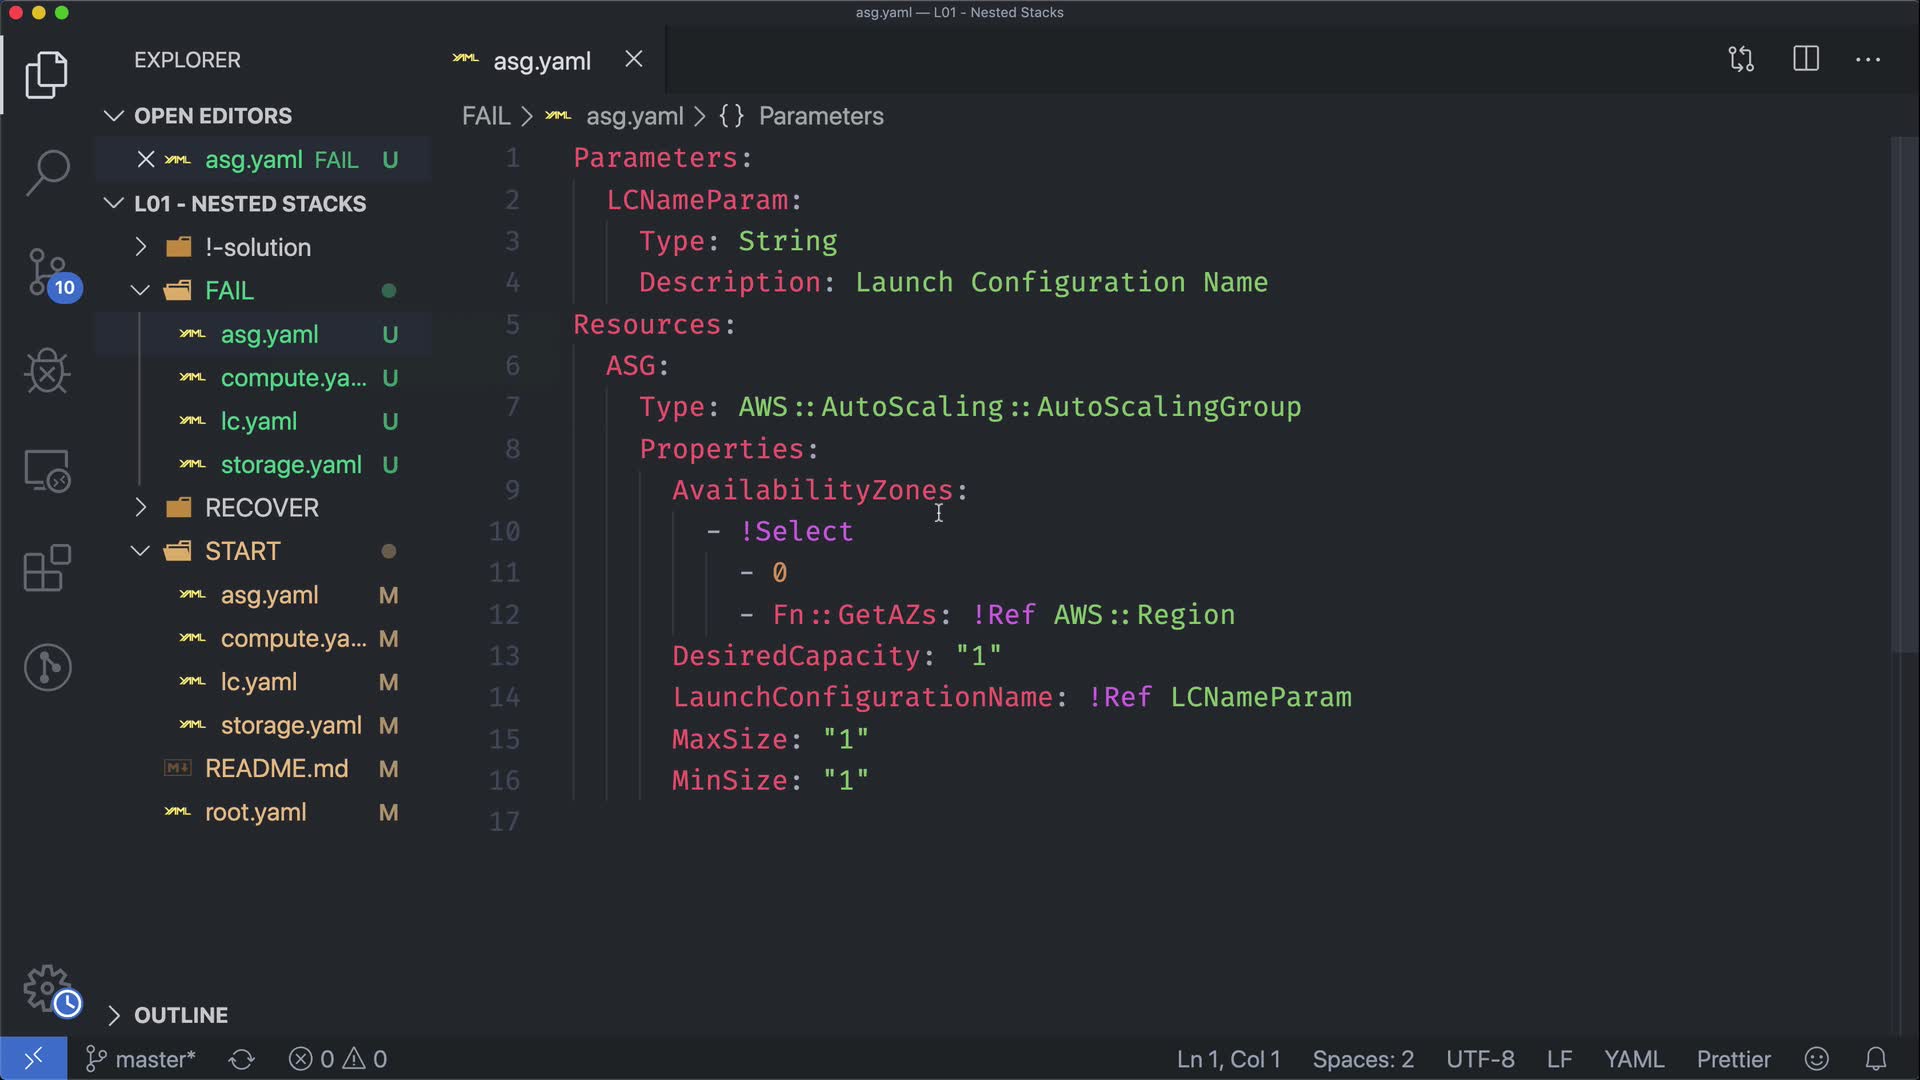 asg.yaml — L01 - Nested Stacks
EXPLORER
asg.yaml
OPEN EDITORS
asg.yaml FAIL U
L01 - NESTED STACKS
!-solution
FAIL
asg.yaml U
compute.ya... U
lc.yaml U
storage.yaml U
RECOVER
START
asg.yaml M
compute.ya... M
lc.yaml M
storage.yaml M
README.md M
root.yaml M
OUTLINE
10
FAIL > asg.yaml > {} Parameters
1 Parameters:
2   LCNameParam:
3     Type: String
4     Description: Launch Configuration Name
5 Resources:
6   ASG:
7     Type: AWS::AutoScaling::AutoScalingGroup
8     Properties:
9       AvailabilityZones:
10         - !Select
11           - 0
12           - Fn::GetAZs: !Ref AWS::Region
13       DesiredCapacity: "1"
14       LaunchConfigurationName: !Ref LCNameParam
15       MaxSize: "1"
16       MinSize: "1"
17
master* 0 0 Ln 1, Col 1 Spaces: 2 UTF-8 LF YAML Prettier